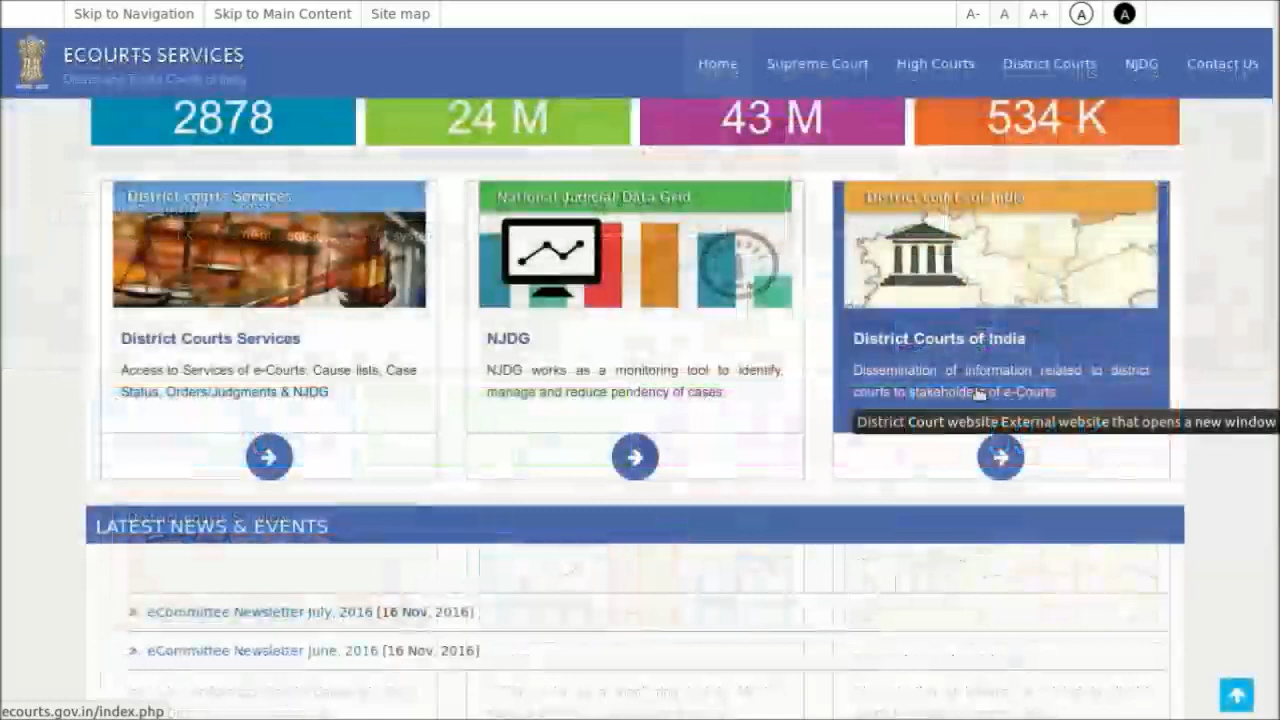 Skip to Navigation Skip to Main Content Site map A- A A+ A A
ECOURTS SERVICES
Home Supreme Court High Courts District Courts NJDG Contact Us
2878 24 M 43 M 534 K
District courts Services National Judicial Data Grid District courts of India
District Courts Services NJDG District Courts of India
Access to Services of e-Courts, Cause lists, Case NJDG works as a monitoring tool to identify, Dissemination of information related to district
Status, Orders/Judgments & NJDG manage and reduce pendency of cases. courts to stakeholders of e-Courts
District Court website External website that opens a new window
LATEST NEWS & EVENTS
» eCommittee Newsletter July, 2016 [16 Nov, 2016]
» eCommittee Newsletter June, 2016 [16 Nov, 2016]
ecourts.gov.in/index.php